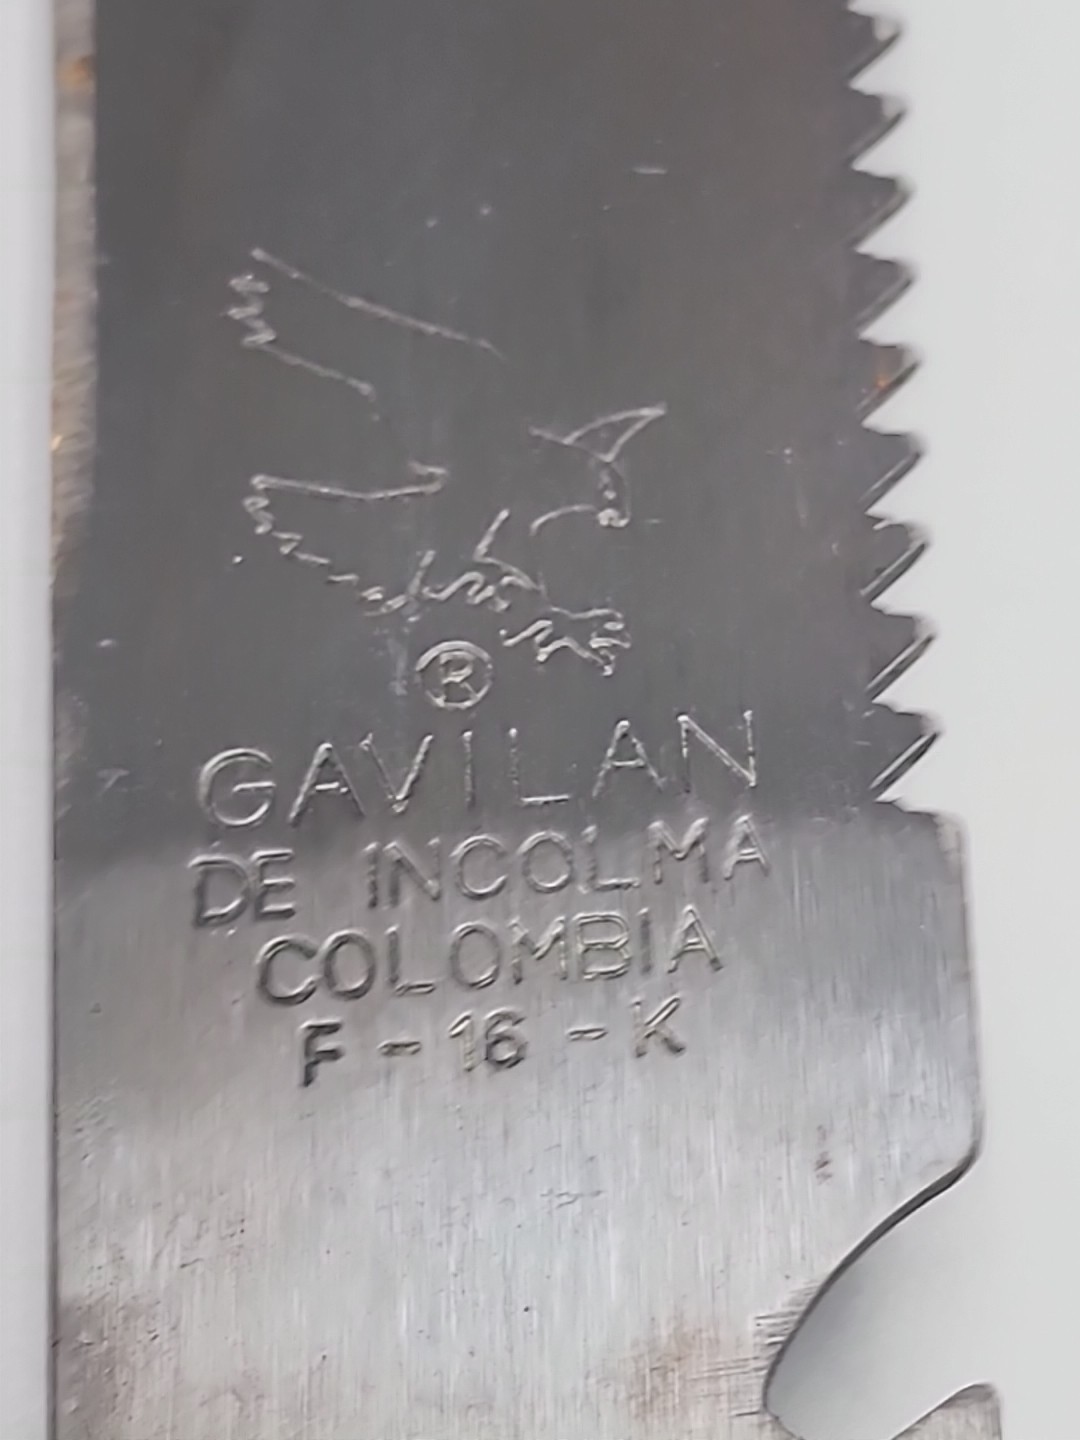 ®
GAVILAN
DE INCOLMA
COLOMBIA
F - 16 - K